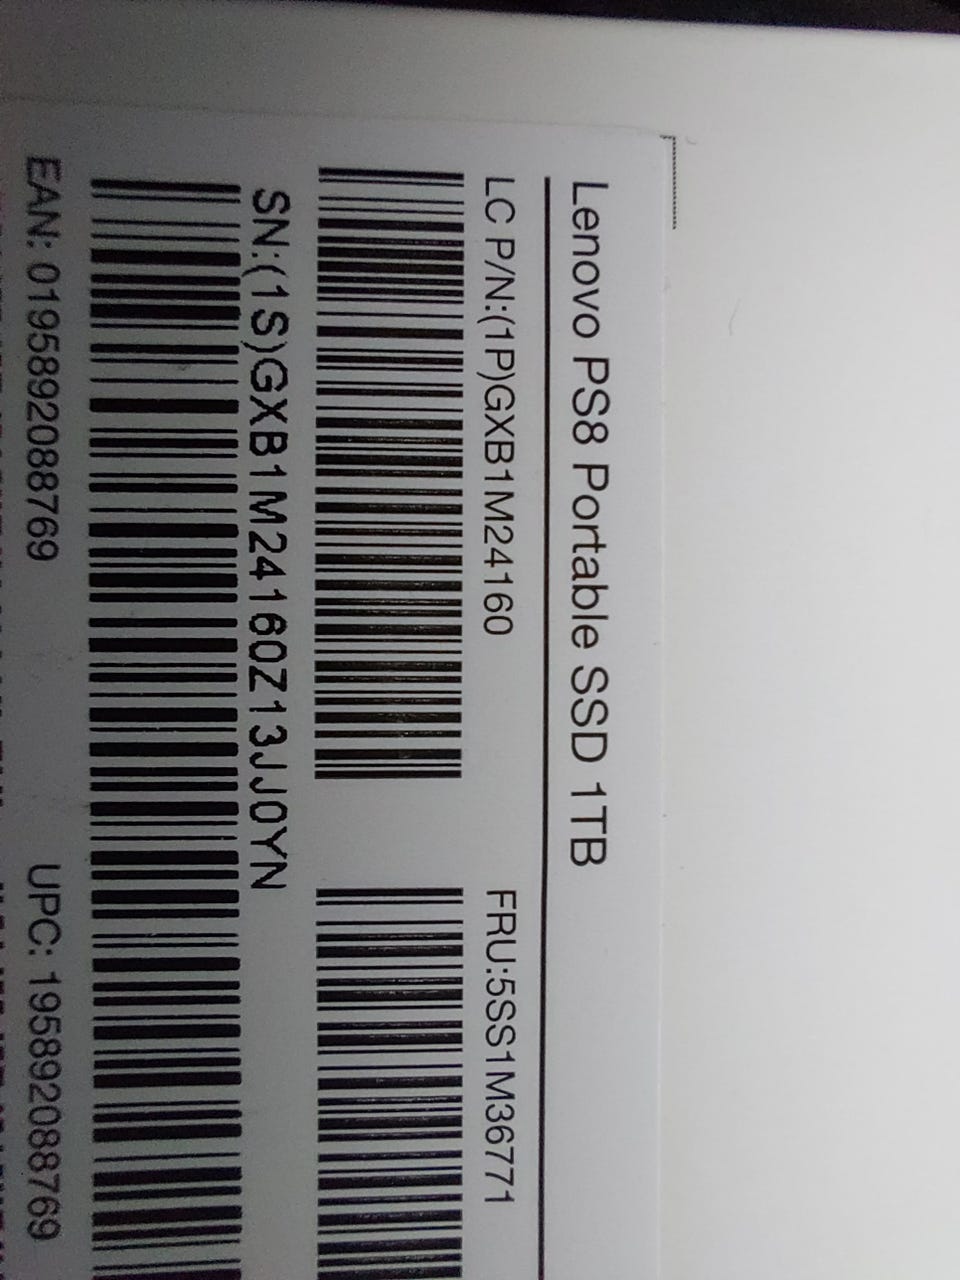 Lenovo PS8 Portable SSD 1TB
LC P/N:(1P)GXB1M24160
FRU:5SS1M36771
SN:(1S)GXB1M24160Z13JJ0YN
EAN: 0195892088769
UPC: 195892088769